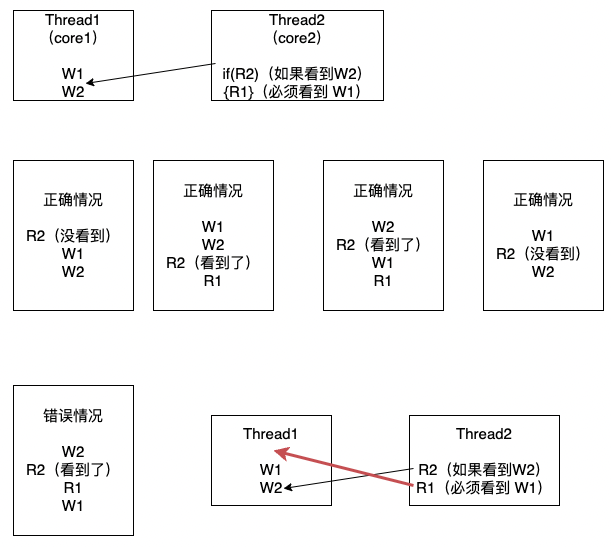 Thread1
（core1）
W1
W2
Thread2
（core2）
if(R2)（如果看到W2）
{R1}（必须看到 W1）
正确情况
R2（没看到）
W1
W2
正确情况
W1
W2
R2（看到了）
R1
正确情况
W2
R2（看到了）
W1
R1
正确情况
W1
R2（没看到）
W2
错误情况
W2
R2（看到了）
R1
W1
Thread1
W1
W2
Thread2
R2（如果看到W2）
R1（必须看到 W1）